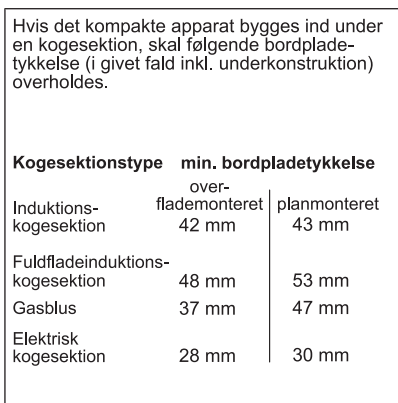 Hvis det kompakte apparat bygges ind under
en kogesektion, skal følgende bordplade-
tykkelse (i givet fald inkl. underkonstruktion)
overholdes.
Kogesektionstype min. bordpladetykkelse
over-
flademonteret planmonteret
Induktions-
kogesektion 42 mm 43 mm
Fuldfladeinduktions-
kogesektion 48 mm 53 mm
Gasblus 37 mm 47 mm
Elektrisk
kogesektion 28 mm 30 mm